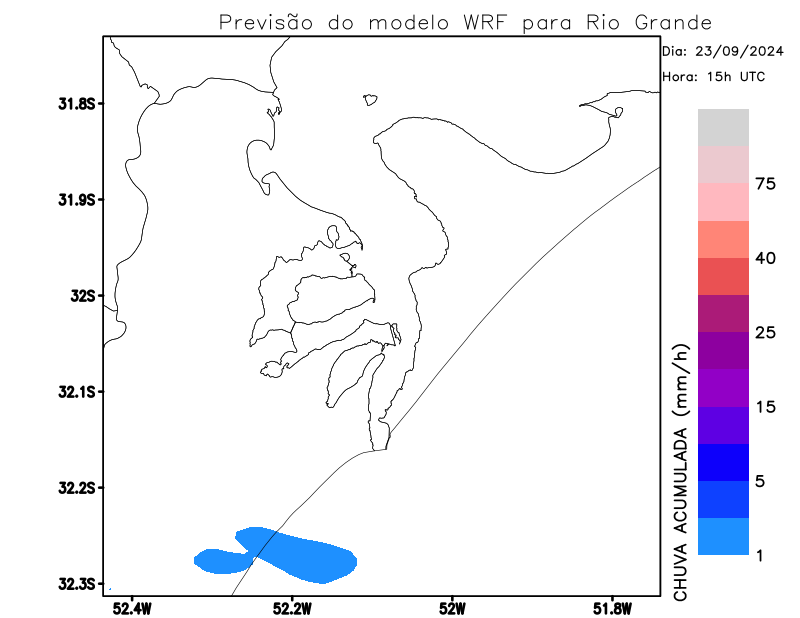 Previsão do modelo WRF para Rio Grande
Dia: 23/09/2024
Hora: 15h UTC
31.8S
31.9S
32S
32.1S
32.2S
32.3S
52.4W
52.2W
52W
51.8W
75
40
25
15
5
1
CHUVA ACUMULADA (mm/h)